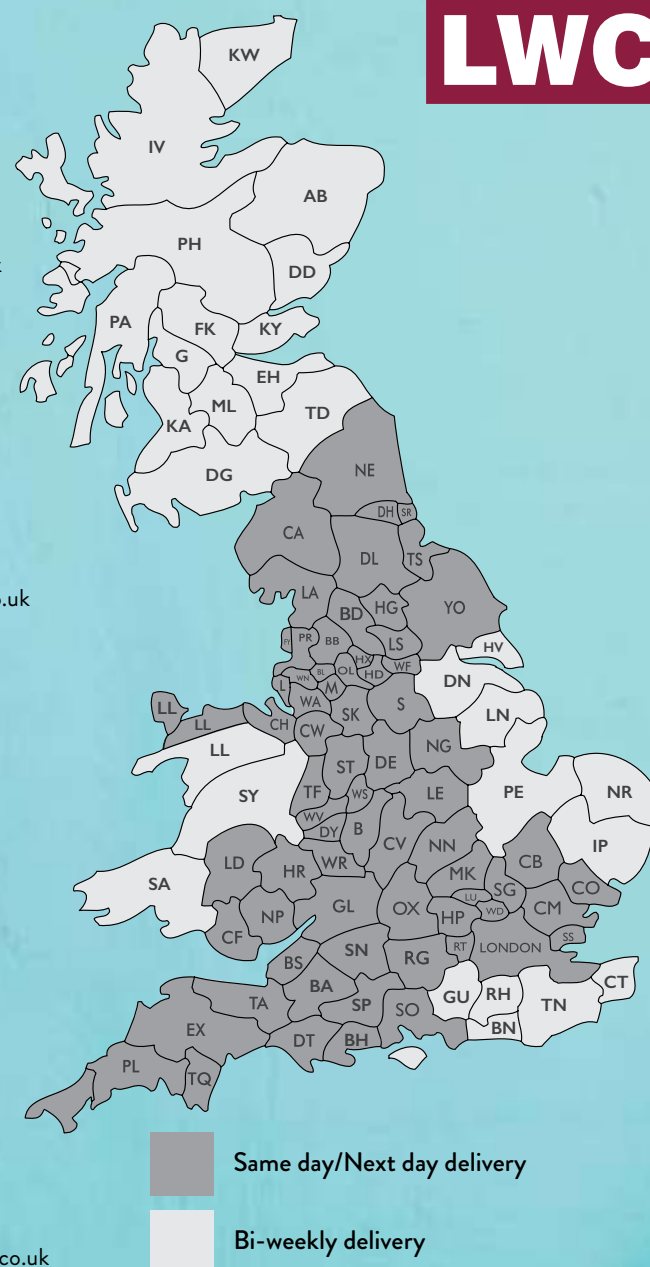 LWC
KW
IV
AB
PH
DD
PA
FK
KY
G
EH
ML
TD
KA
DG
NE
DH
SR
CA
DL
TS
.uk
LA
HG
YO
BD
PR
BB
LS
FY
HV
HX
OL
WF
BL
HD
WN
DN
L
M
WA
S
LL
SK
LN
LL
CH
CW
LL
NG
ST
DE
PE
NR
SY
TF
WS
LE
WV
DY
B
CV
NN
IP
LD
WR
CB
HR
MK
SA
SG
CO
LU
GL
OX
HP
WD
CM
NP
CF
SS
SN
RT
LONDON
BS
RG
CT
BA
GU
RH
TA
SP
SO
TN
EX
BN
DT
BH
PL
TQ
Same day/Next day delivery
Bi-weekly delivery
co.uk